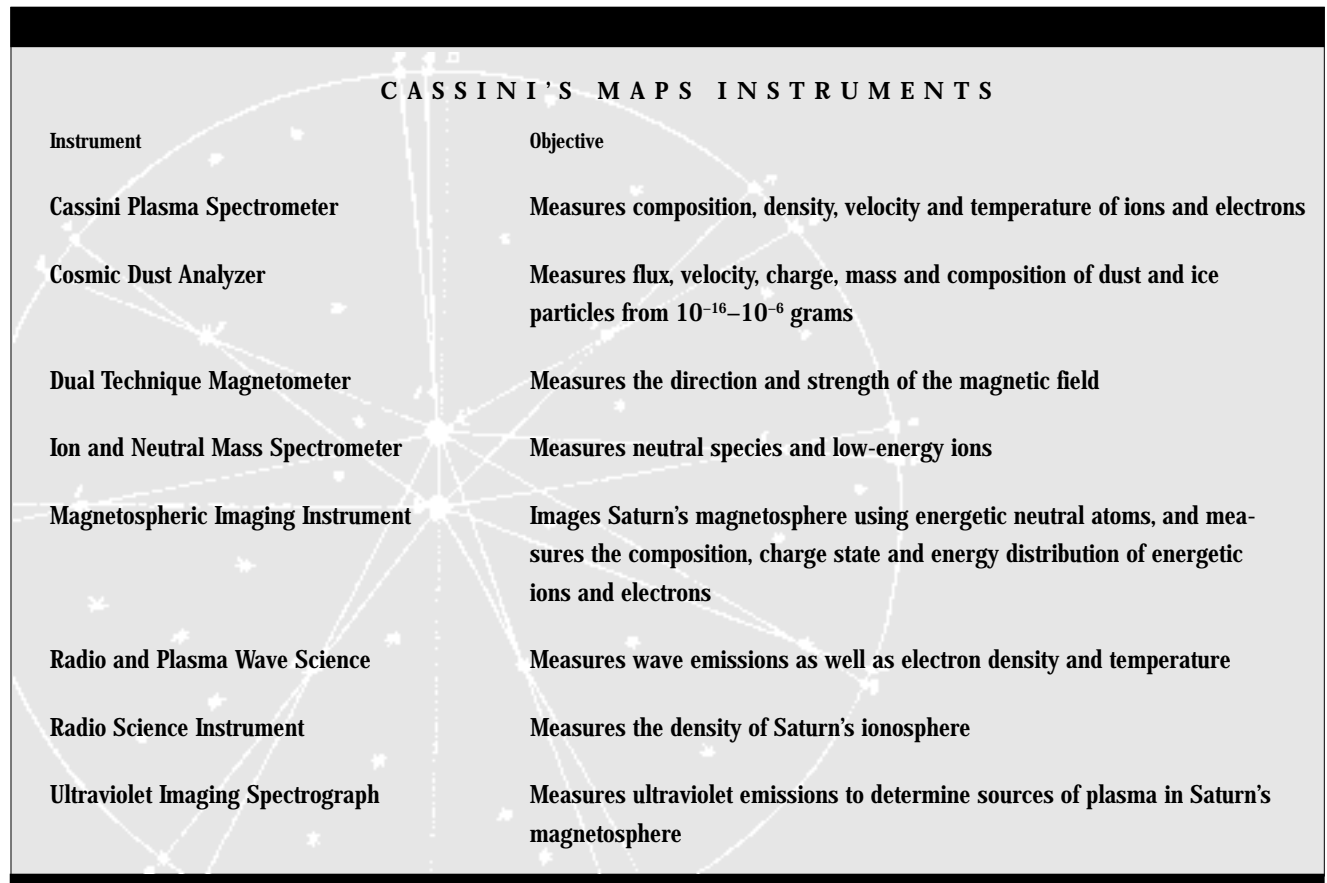 CASSINI'S MAPS INSTRUMENTS
Instrument Objective
Cassini Plasma Spectrometer Measures composition, density, velocity and temperature of ions and electrons
Cosmic Dust Analyzer Measures flux, velocity, charge, mass and composition of dust and ice
particles from 10⁻¹⁶–10⁻⁶ grams
Dual Technique Magnetometer Measures the direction and strength of the magnetic field
Ion and Neutral Mass Spectrometer Measures neutral species and low-energy ions
Magnetospheric Imaging Instrument Images Saturn's magnetosphere using energetic neutral atoms, and mea-
sures the composition, charge state and energy distribution of energetic
ions and electrons
Radio and Plasma Wave Science Measures wave emissions as well as electron density and temperature
Radio Science Instrument Measures the density of Saturn's ionosphere
Ultraviolet Imaging Spectrograph Measures ultraviolet emissions to determine sources of plasma in Saturn's
magnetosphere